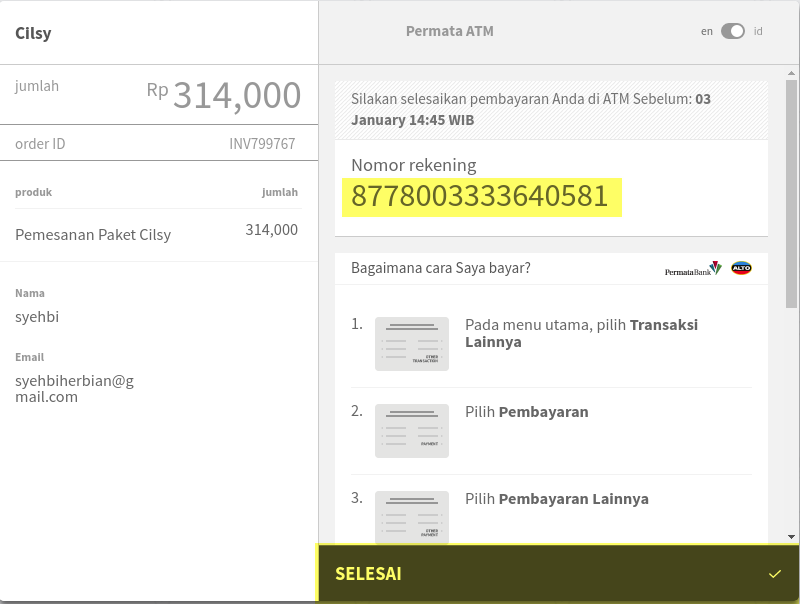 Cilsy
jumlah
Rp 314,000
order ID INV799767
produk jumlah
Pemesanan Paket Cilsy 314,000
Nama
syehbi
Email
syehbiherbian@g
mail.com
Permata ATM
en id
Silakan selesaikan pembayaran Anda di ATM Sebelum: 03
January 14:45 WIB
Nomor rekening
8778003333640581
Bagaimana cara Saya bayar?
PermataBank ALTO
1. Pada menu utama, pilih Transaksi
Lainnya
OTHER
TRANSACTION
2. Pilih Pembayaran
PAYMENT
3. Pilih Pembayaran Lainnya
OTHER
PAYMENT
SELESAI